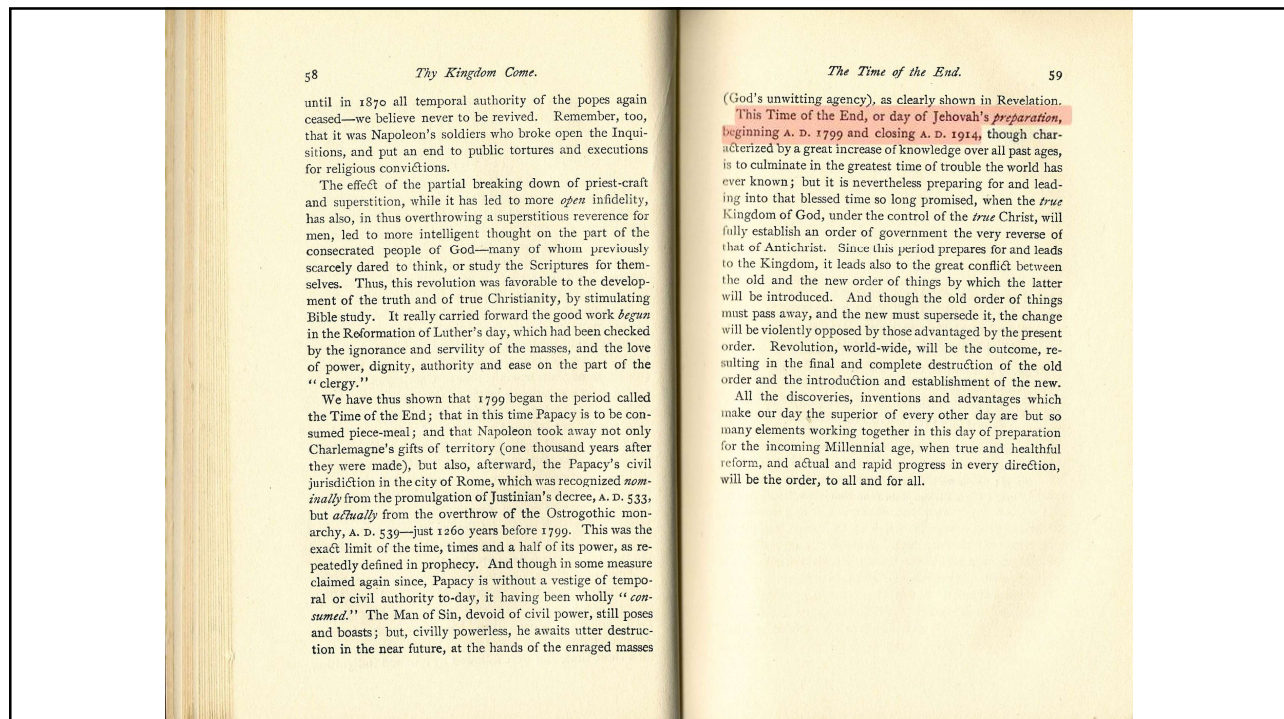 58 Thy Kingdom Come.
until in 1870 all temporal authority of the popes again
ceased—we believe never to be revived. Remember, too,
that it was Napoleon's soldiers who broke open the Inqui-
sitions, and put an end to public tortures and executions
for religious convictions.
The effect of the partial breaking down of priest-craft
and superstition, while it has led to more open infidelity,
has also, in thus overthrowing a superstitious reverence for
men, led to more intelligent thought on the part of the
consecrated people of God—many of whom previously
scarcely dared to think, or study the Scriptures for them-
selves. Thus, this revolution was favorable to the develop-
ment of the truth and of true Christianity, by stimulating
Bible study. It really carried forward the good work begun
in the Reformation of Luther's day, which had been checked
by the ignorance and servility of the masses, and the love
of power, dignity, authority and ease on the part of the
"clergy."
We have thus shown that 1799 began the period called
the Time of the End; that in this time Papacy is to be con-
sumed piece-meal; and that Napoleon took away not only
Charlemagne's gifts of territory (one thousand years after
they were made), but also, afterward, the Papacy's civil
jurisdiction in the city of Rome, which was recognized nom-
inally from the promulgation of Justinian's decree, A. D. 533,
but actually from the overthrow of the Ostrogothic mon-
archy, A. D. 539—just 1260 years before 1799. This was the
exact limit of the time, times and a half of its power, as re-
peatedly defined in prophecy. And though in some measure
claimed again since, Papacy is without a vestige of tempo-
ral or civil authority to-day, it having been wholly "con-
sumed." The Man of Sin, devoid of civil power, still poses
and boasts; but, civilly powerless, he awaits utter destruc-
tion in the near future, at the hands of the enraged masses
The Time of the End. 59
(God's unwitting agency), as clearly shown in Revelation.
This Time of the End, or day of Jehovah's preparation,
beginning A. D. 1799 and closing A. D. 1914, though char-
acterized by a great increase of knowledge over all past ages,
is to culminate in the greatest time of trouble the world has
ever known; but it is nevertheless preparing for and lead-
ing into that blessed time so long promised, when the true
Kingdom of God, under the control of the true Christ, will
fully establish an order of government the very reverse of
that of Antichrist. Since this period prepares for and leads
to the Kingdom, it leads also to the great conflict between
the old and the new order of things by which the latter
will be introduced. And though the old order of things
must pass away, and the new must supersede it, the change
will be violently opposed by those advantaged by the present
order. Revolution, world-wide, will be the outcome, re-
sulting in the final and complete destruction of the old
order and the introduction and establishment of the new.
All the discoveries, inventions and advantages which
make our day the superior of every other day are but so
many elements working together in this day of preparation
for the incoming Millennial age, when true and healthful
reform, and actual and rapid progress in every direction,
will be the order, to all and for all.